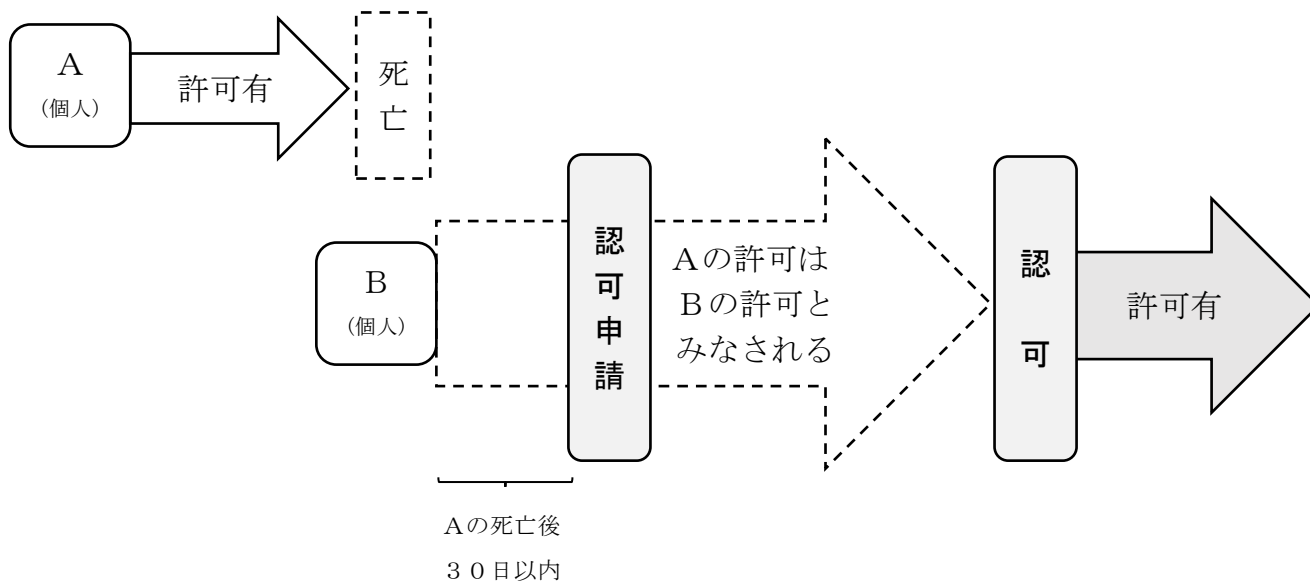 A
(個人)
許可有
死
亡
B
(個人)
認
可
申
請
Aの許可は
Bの許可と
みなされる
認
可
許可有
Aの死亡後
30日以内